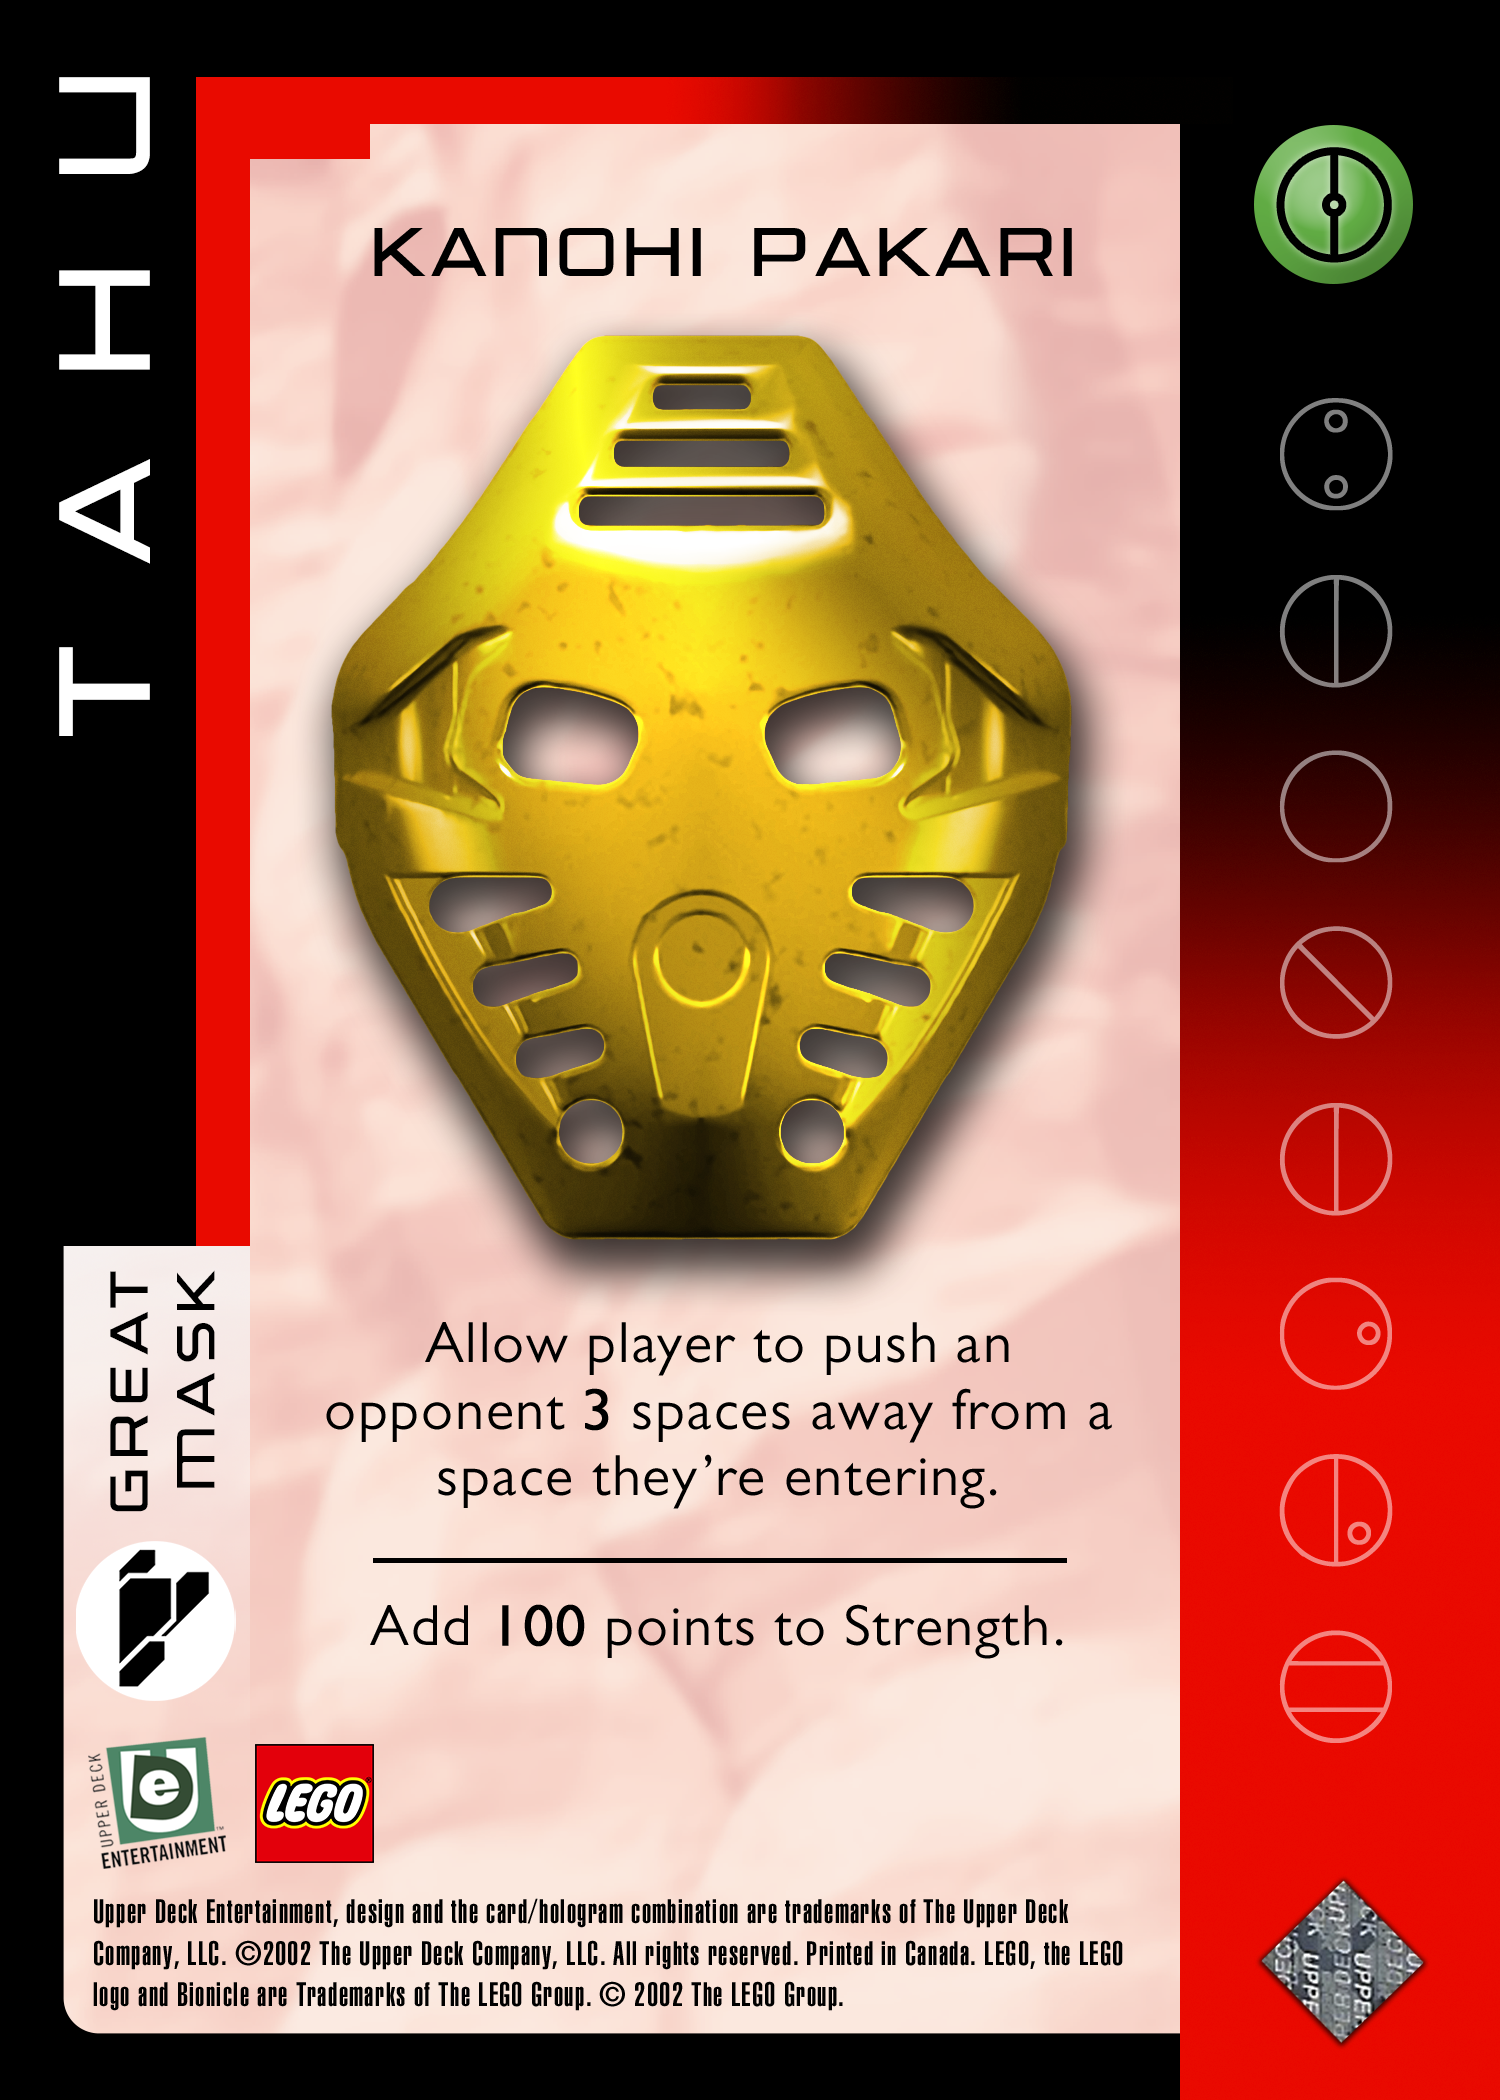 TAHU
KANOHI PAKARI
Allow player to push an
opponent 3 spaces away from a
space they're entering.
Add 100 points to Strength.
GREAT
MASK
UPPER DECK
e
ENTERTAINMENT
™
LEGO
Upper Deck Entertainment, design and the card/hologram combination are trademarks of The Upper Deck
Company, LLC. ©2002 The Upper Deck Company, LLC. All rights reserved. Printed in Canada. LEGO, the LEGO
logo and Bionicle are Trademarks of The LEGO Group. © 2002 The LEGO Group.